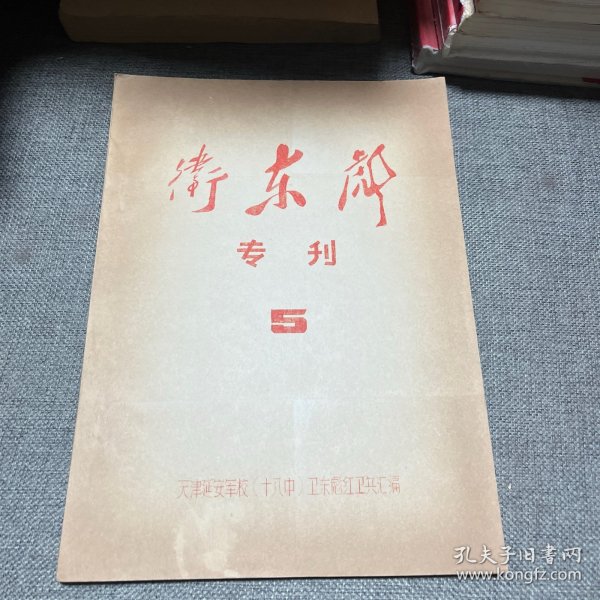 衛东彪
专刊
5
天津延安军校(十八中)卫东彪红卫兵汇编
孔夫子旧书网
www.kongfz.com